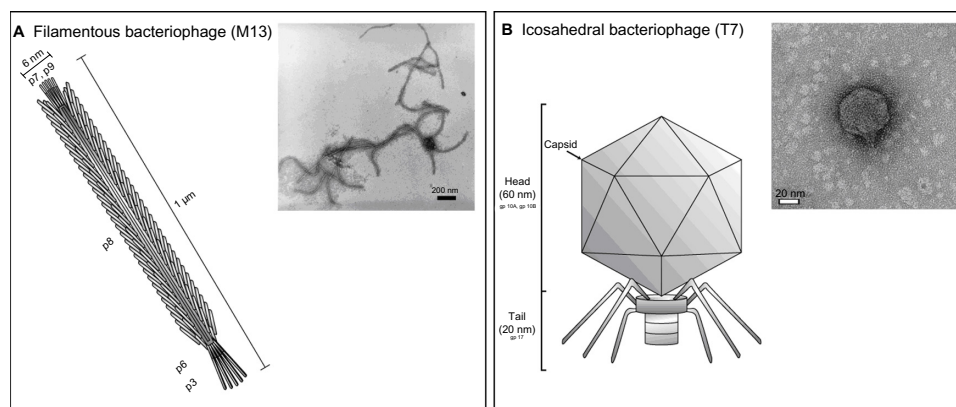 A Filamentous bacteriophage (M13)
6 nm
p7, p9
1 µm
p8
p6
p3
200 nm
B Icosahedral bacteriophage (T7)
Capsid
Head
(60 nm)
gp 10A, gp 10B
Tail
(20 nm)
gp 17
20 nm